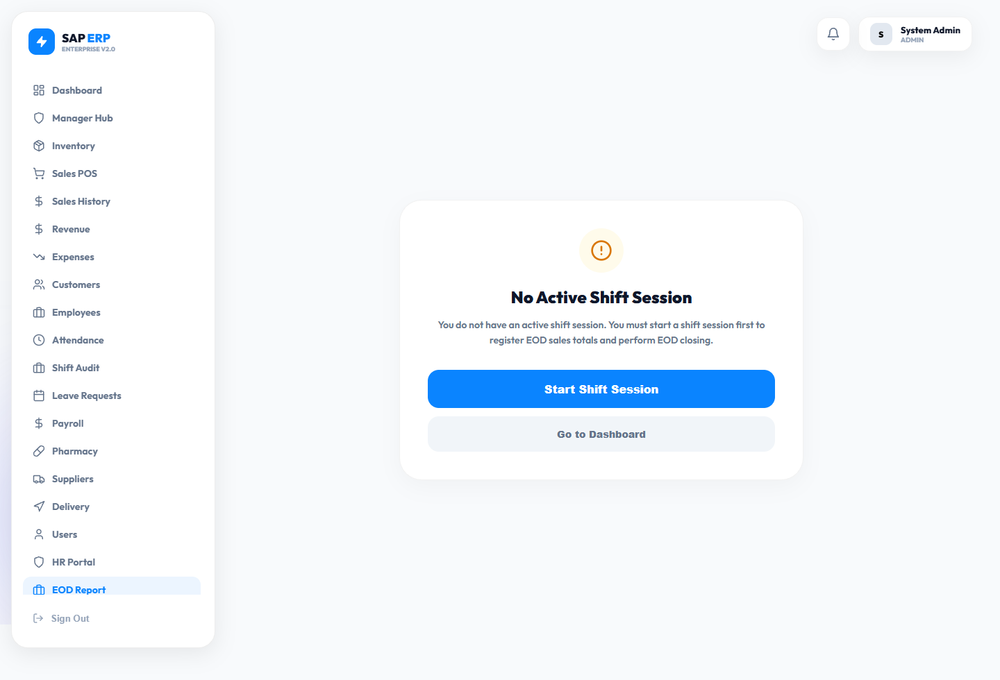 SAP ERP
ENTERPRISE V2.0
Dashboard
Manager Hub
Inventory
Sales POS
Sales History
Revenue
Expenses
Customers
Employees
Attendance
Shift Audit
Leave Requests
Payroll
Pharmacy
Suppliers
Delivery
Users
HR Portal
EOD Report
Sign Out
S
System Admin
ADMIN
No Active Shift Session
You do not have an active shift session. You must start a shift session first to
register EOD sales totals and perform EOD closing.
Start Shift Session
Go to Dashboard